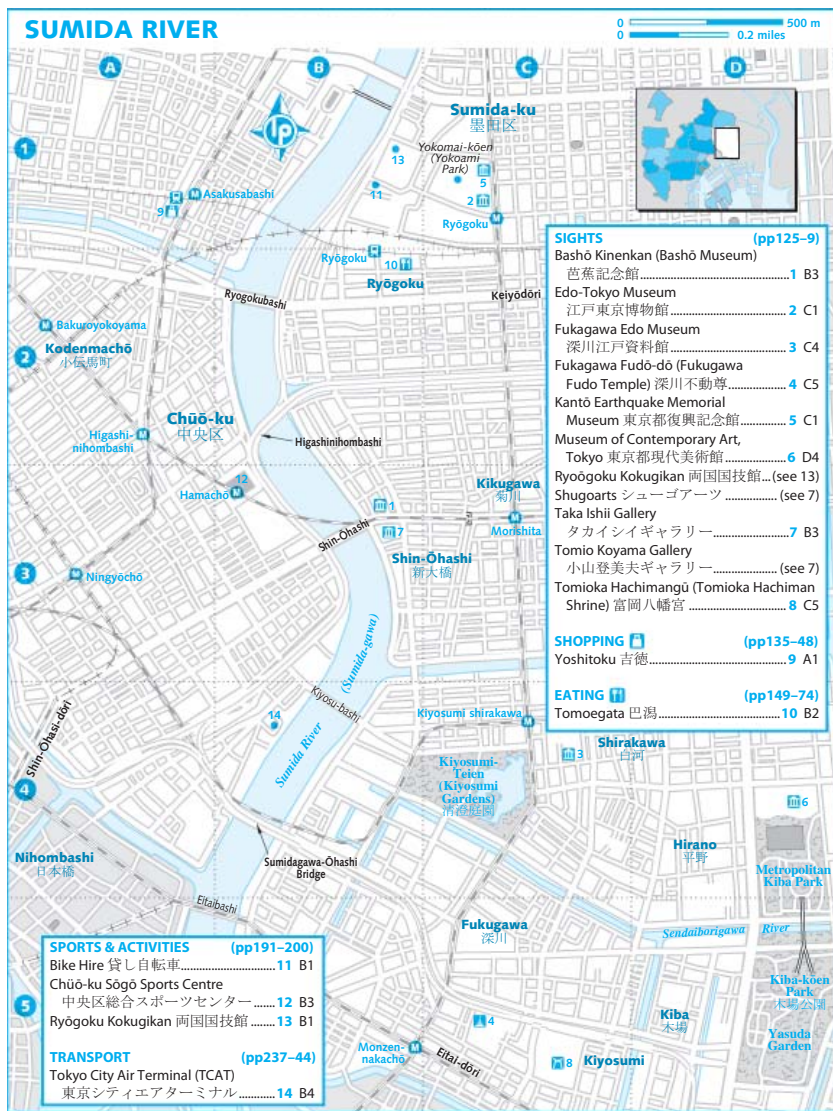 SUMIDA RIVER
0 500 m
0 0.2 miles
A
B
C
D
lp
1
Sumida-ku
墨田区
Yokomai-kōen
(Yokoami
Park)
13
5
11
2
Asakusabashi
9
Ryōgoku
Ryōgoku
10
Ryōgoku
Ryogokubashi
Keiyōdōri
Bakuroyokoyama
2
Kodenmachō
小伝馬町
Chūō-ku
中央区
Higashi-
nihombashi
Higashinihombashi
12
Hamachō
Kikugawa
菊川
1
7
Morishita
Shin-Ōhashi
Shin-Ōhashi
新大橋
3
Ningyōchō
(Sumida-gawa)
Sumida River
Kiyosu-bashi
14
Kiyosumi shirakawa
Shin-Ōhasi-dōri
3
Shirakawa
白河
Kiyosumi-
Teien
(Kiyosumi
Gardens)
清澄庭園
4
6
Nihombashi
日本橋
Sumidagawa-Ōhashi
Bridge
Hirano
平野
Metropolitan
Kiba Park
Eitaibashi
Fukugawa
深川
Sendaiborigawa River
Kiba-kōen
Park
木場公園
5
Kiba
木場
Yasuda
Garden
4
Monzen-
nakachō
Eitai-dōri
8
Kiyosumi
SIGHTS (pp125–9)
Bashō Kinenkan (Bashō Museum)
芭蕉記念館 1 B3
Edo-Tokyo Museum
江戸東京博物館 2 C1
Fukagawa Edo Museum
深川江戸資料館 3 C4
Fukagawa Fudō-dō (Fukugawa
Fudo Temple) 深川不動尊 4 C5
Kantō Earthquake Memorial
Museum 東京都復興記念館 5 C1
Museum of Contemporary Art,
Tokyo 東京都現代美術館 6 D4
Ryōgoku Kokugikan 両国国技館 (see 13)
Shugoarts シューゴアーツ (see 7)
Taka Ishii Gallery
タカイシイギャラリー 7 B3
Tomio Koyama Gallery
小山登美夫ギャラリー (see 7)
Tomioka Hachimangū (Tomioka Hachiman
Shrine) 富岡八幡宮 8 C5
SHOPPING (pp135–48)
Yoshitoku 吉徳 9 A1
EATING (pp149–74)
Tomoegata 巴潟 10 B2
SPORTS & ACTIVITIES (pp191–200)
Bike Hire 貸し自転車 11 B1
Chūō-ku Sōgō Sports Centre
中央区総合スポーツセンター 12 B3
Ryōgoku Kokugikan 両国国技館 13 B1
TRANSPORT (pp237–44)
Tokyo City Air Terminal (TCAT)
東京シティエアターミナル 14 B4